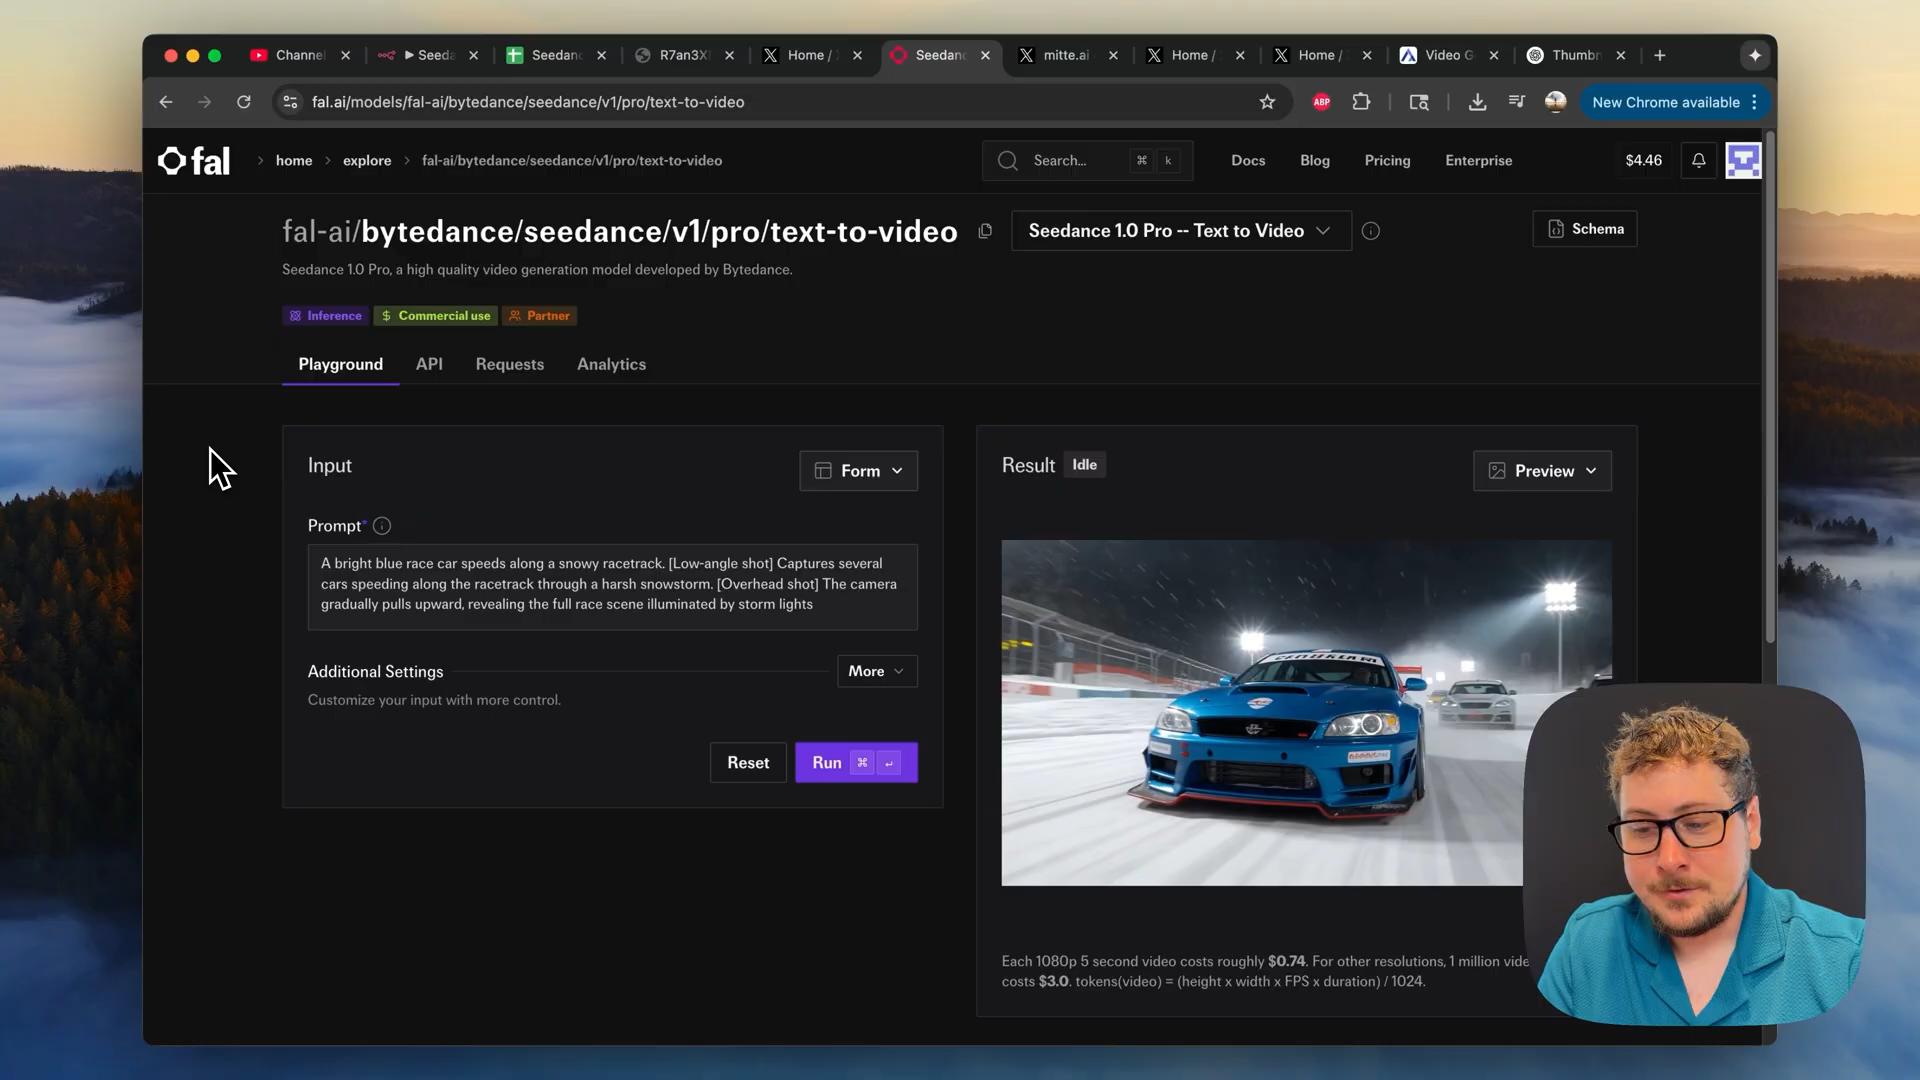 Channel
Seeda
Seedanc
R7an3X
Home /
Seedanc
mitte.ai
Home /
Home /
Video G
Thumbn
fal.ai/models/fal-ai/bytedance/seedance/v1/pro/text-to-video
ABP
New Chrome available
fal
home
explore
fal-ai/bytedance/seedance/v1/pro/text-to-video
Search...
⌘ k
Docs
Blog
Pricing
Enterprise
$4.46
fal-ai/bytedance/seedance/v1/pro/text-to-video
Seedance 1.0 Pro -- Text to Video
Schema
Seedance 1.0 Pro, a high quality video generation model developed by Bytedance.
Inference
$ Commercial use
Partner
Playground
API
Requests
Analytics
Input
Form
Result
Idle
Preview
Prompt*
A bright blue race car speeds along a snowy racetrack. [Low-angle shot] Captures several
cars speeding along the racetrack through a harsh snowstorm. [Overhead shot] The camera
gradually pulls upward, revealing the full race scene illuminated by storm lights
Additional Settings
More
Customize your input with more control.
Reset
Run ⌘ ↵
Each 1080p 5 second video costs roughly $0.74. For other resolutions, 1 million vide
costs $3.0. tokens(video) = (height x width x FPS x duration) / 1024.